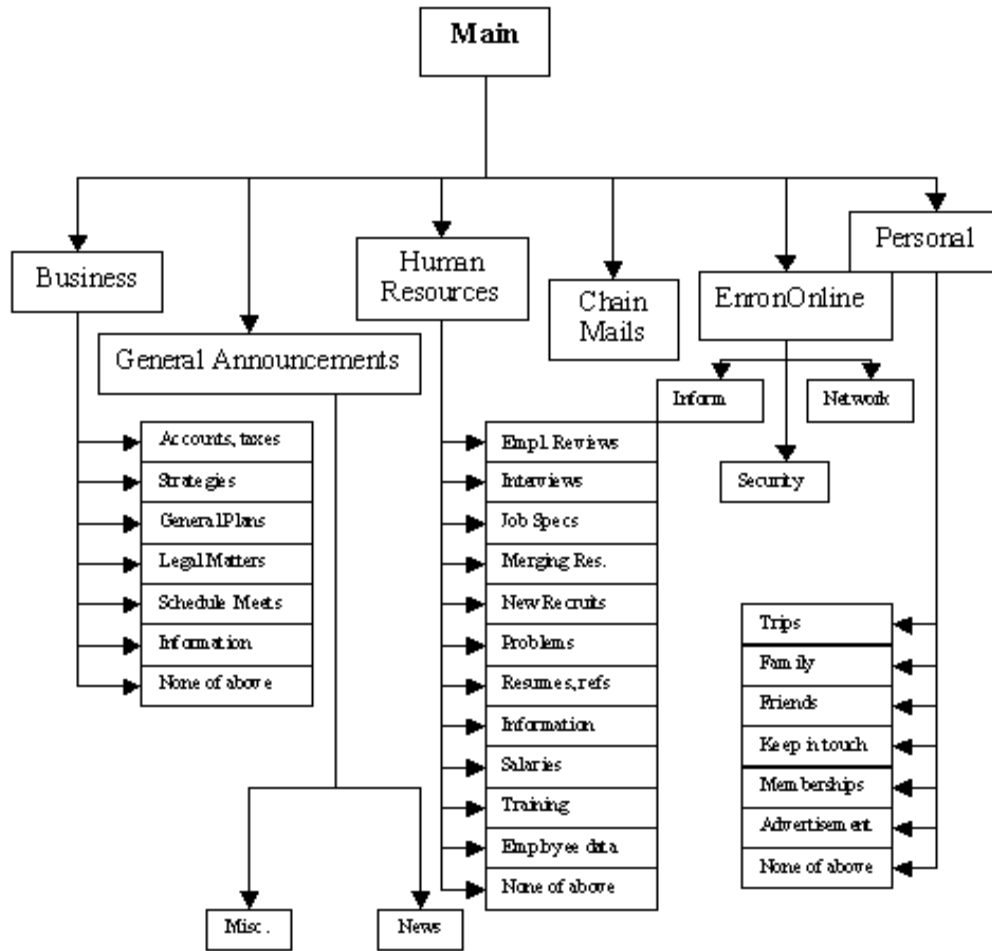 Main
Business
General Announcements
Human
Resources
Chain
Mails
EnronOnline
Personal
Accounts, taxes
Strategies
General Plans
Legal Matters
Schedule Meets
Information
None of above
Misc.
News
Empl. Reviews
Interviews
Job Specs
Merging Res.
New Recruits
Problems
Resumes, refs
Information
Salaries
Training
Employee data
None of above
Inform
Network
Security
Trips
Family
Friends
Keep in touch
Memberships
Advertisement
None of above